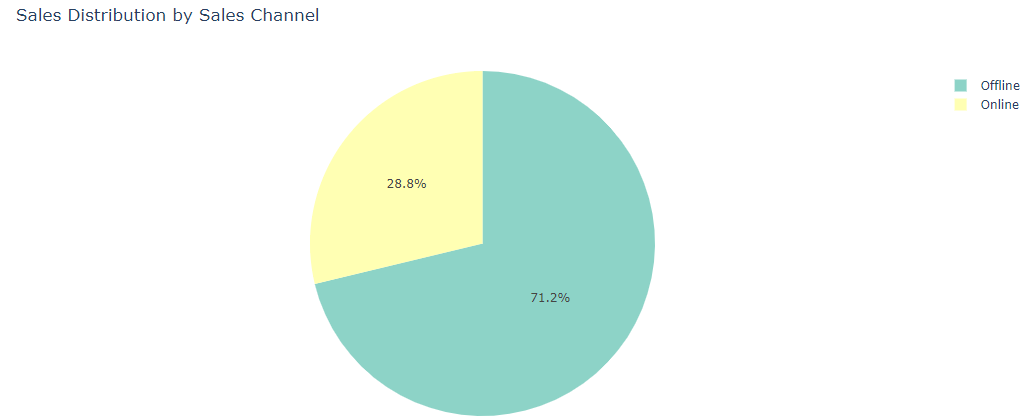 Sales Distribution by Sales Channel
Offline
Online
28.8%
71.2%